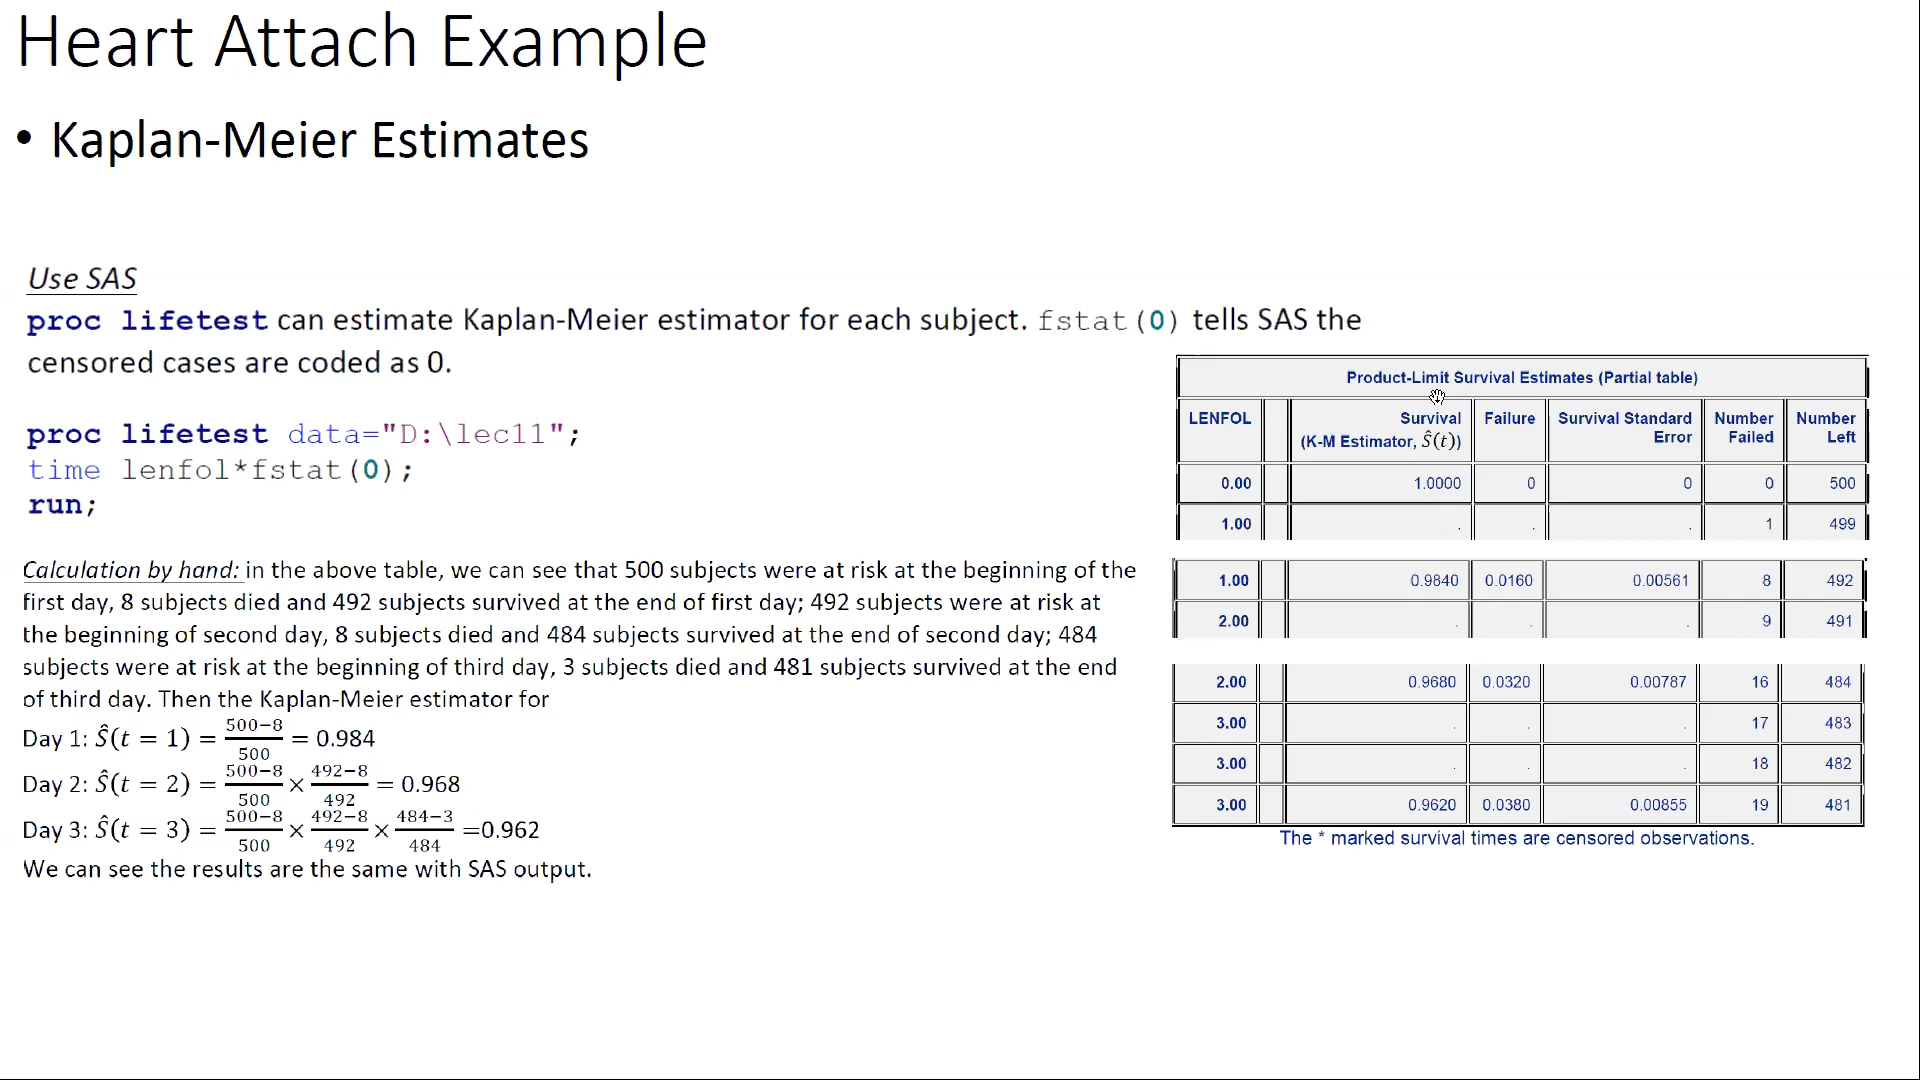 Heart Attach Example
• Kaplan-Meier Estimates
Use SAS
proc lifetest can estimate Kaplan-Meier estimator for each subject. fstat(0) tells SAS the
censored cases are coded as 0.
proc lifetest data="D:\lec11";
time lenfol*fstat(0);
run;
Calculation by hand: in the above table, we can see that 500 subjects were at risk at the beginning of the
first day, 8 subjects died and 492 subjects survived at the end of first day; 492 subjects were at risk at
the beginning of second day, 8 subjects died and 484 subjects survived at the end of second day; 484
subjects were at risk at the beginning of third day, 3 subjects died and 481 subjects survived at the end
of third day. Then the Kaplan-Meier estimator for
Day 1: Ŝ(t = 1) = (500−8)/500 = 0.984
Day 2: Ŝ(t = 2) = (500−8)/500 × (492−8)/492 = 0.968
Day 3: Ŝ(t = 3) = (500−8)/500 × (492−8)/492 × (484−3)/484 =0.962
We can see the results are the same with SAS output.
Product-Limit Survival Estimates (Partial table)
LENFOL Survival (K-M Estimator, Ŝ(t)) Failure Survival Standard Error Number Failed Number Left
0.00 1.0000 0 0 0 500
1.00 . . . 1 499
1.00 0.9840 0.0160 0.00561 8 492
2.00 . . . 9 491
2.00 0.9680 0.0320 0.00787 16 484
3.00 . . . 17 483
3.00 . . . 18 482
3.00 0.9620 0.0380 0.00855 19 481
The * marked survival times are censored observations.